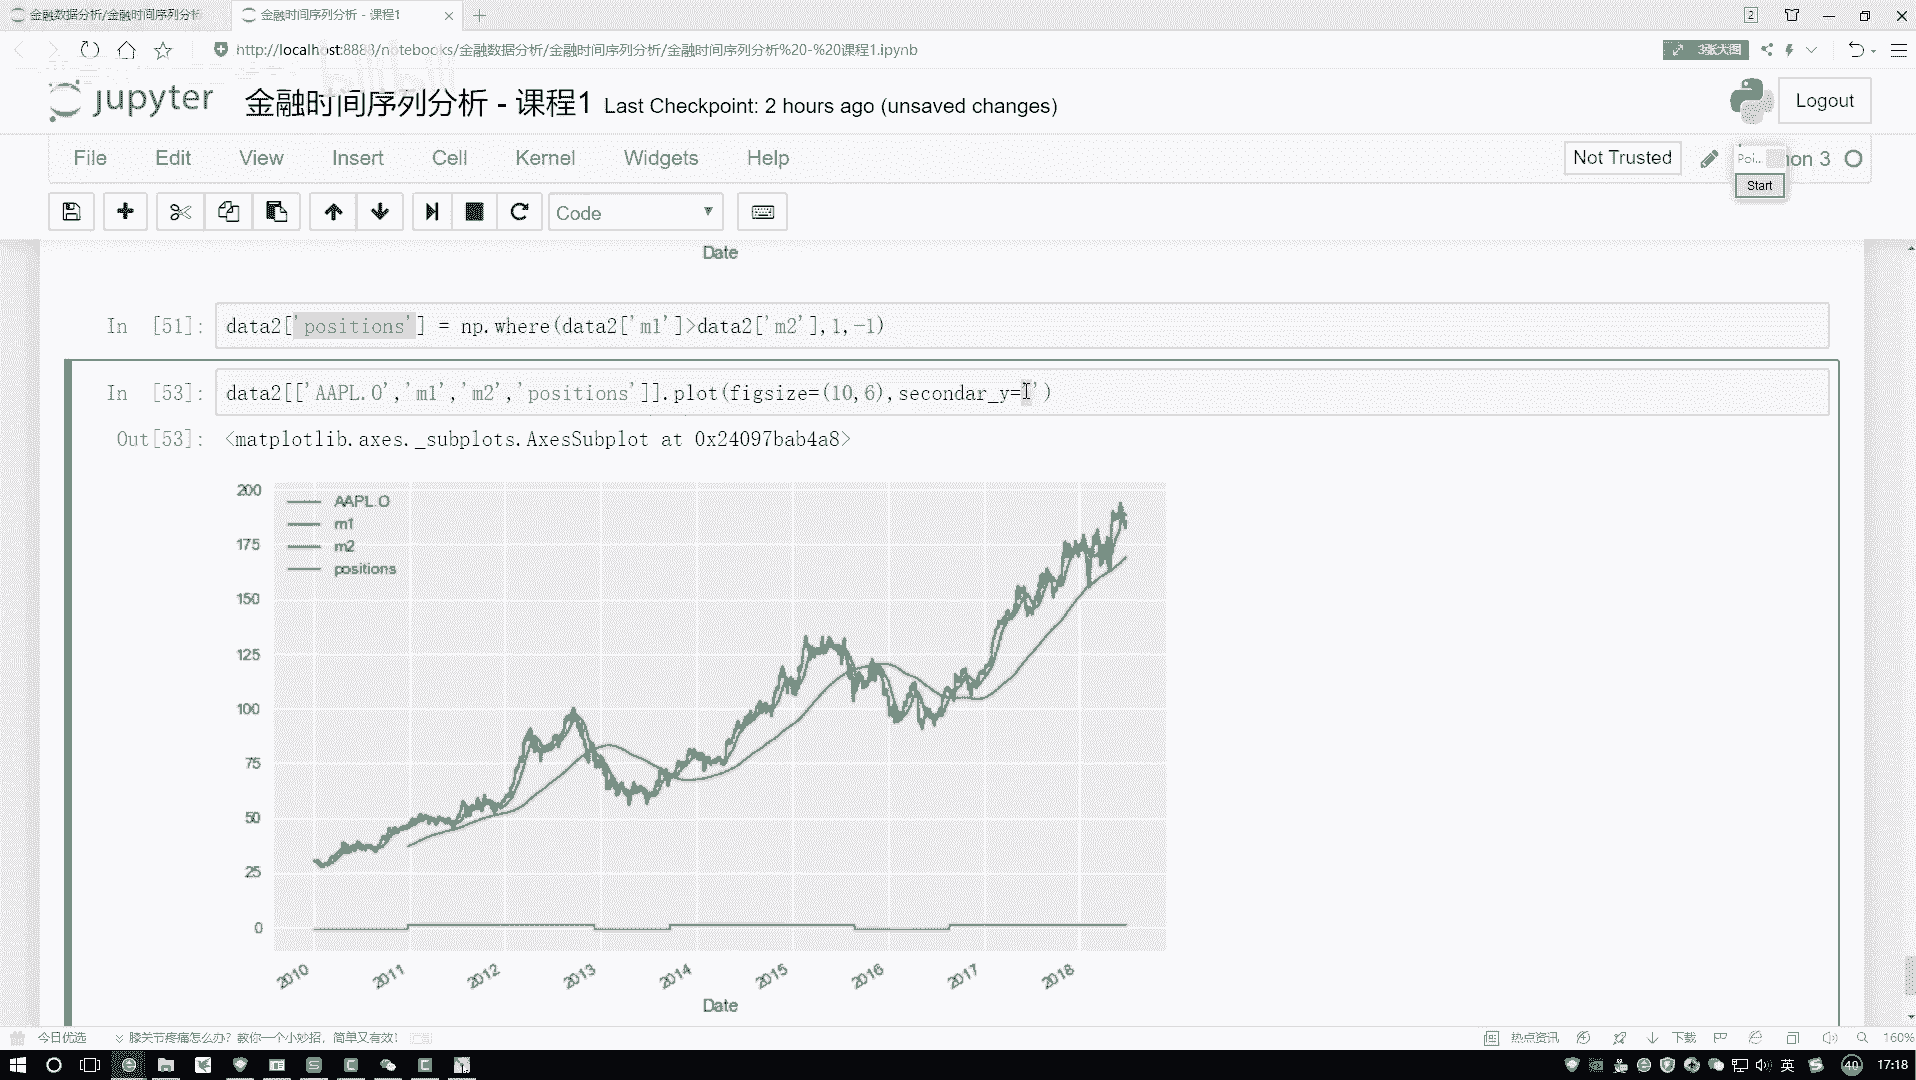 金融数据分析/金融时间序列分析
金融时间序列分析 - 课程1
2
http://localhost:8888/notebooks/金融数据分析/金融时间序列分析/金融时间序列分析%20-%20课程1.ipynb
3张大图
jupyter
金融时间序列分析 - 课程1 Last Checkpoint: 2 hours ago (unsaved changes)
Logout
File Edit View Insert Cell Kernel Widgets Help
Not Trusted
Poi...
hon 3
Start
Code
Date
In [51]: data2['positions'] = np.where(data2['m1']>data2['m2'],1,-1)
In [53]: data2[['AAPL.O','m1','m2','positions']].plot(figsize=(10,6),secondar_y='')
Out[53]: <matplotlib.axes._subplots.AxesSubplot at 0x24097bab4a8>
200
175
150
125
100
75
50
25
0
AAPL.O
m1
m2
positions
2010 2011 2012 2013 2014 2015 2016 2017 2018
Date
今日优选
膝关节疼痛怎么办? 教你一个小妙招, 简单又有效!
热点资讯
下载
160%
英
40
17:18